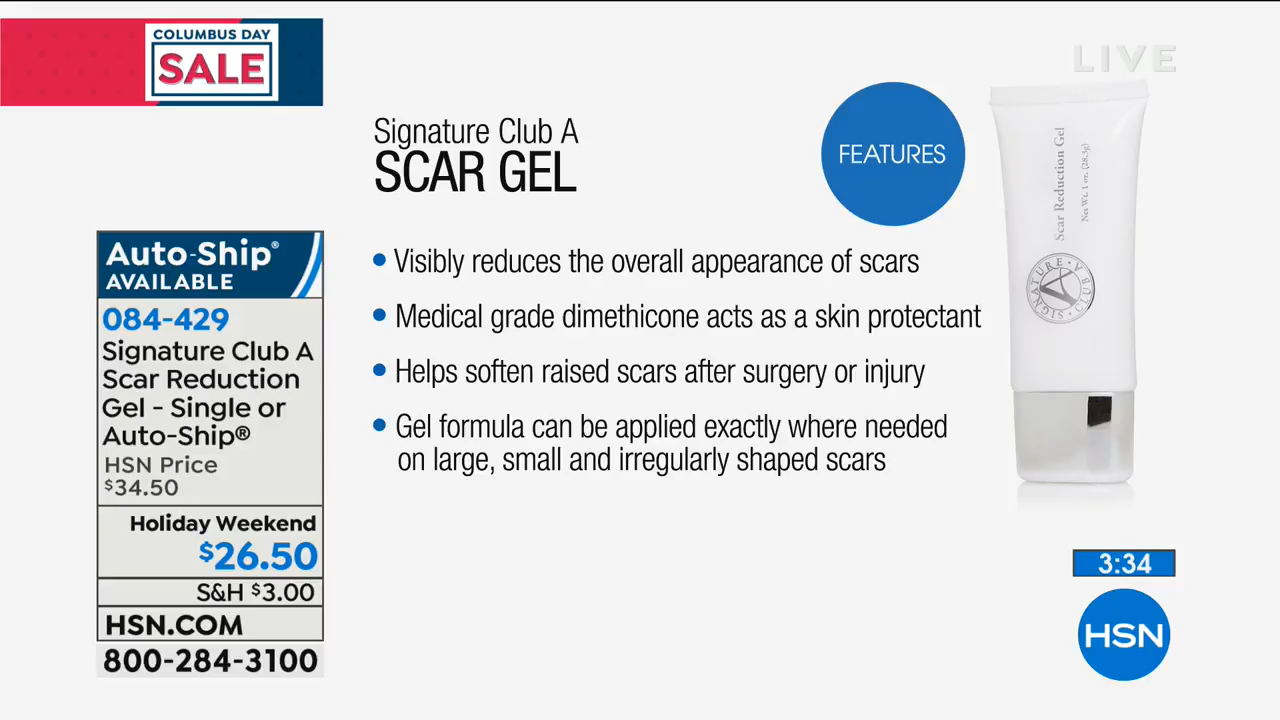 COLUMBUS DAY
SALE
LIVE
Signature Club A
SCAR GEL
FEATURES
• Visibly reduces the overall appearance of scars
• Medical grade dimethicone acts as a skin protectant
• Helps soften raised scars after surgery or injury
• Gel formula can be applied exactly where needed
on large, small and irregularly shaped scars
Auto-Ship®
AVAILABLE
084-429
Signature Club A
Scar Reduction
Gel - Single or
Auto-Ship®
HSN Price
$34.50
Holiday Weekend
$26.50
S&H $3.00
HSN.COM
800-284-3100
Scar Reduction Gel
Net Wt. 1 oz. (28.3g)
SIGNATURE • CLUB A
3:34
HSN